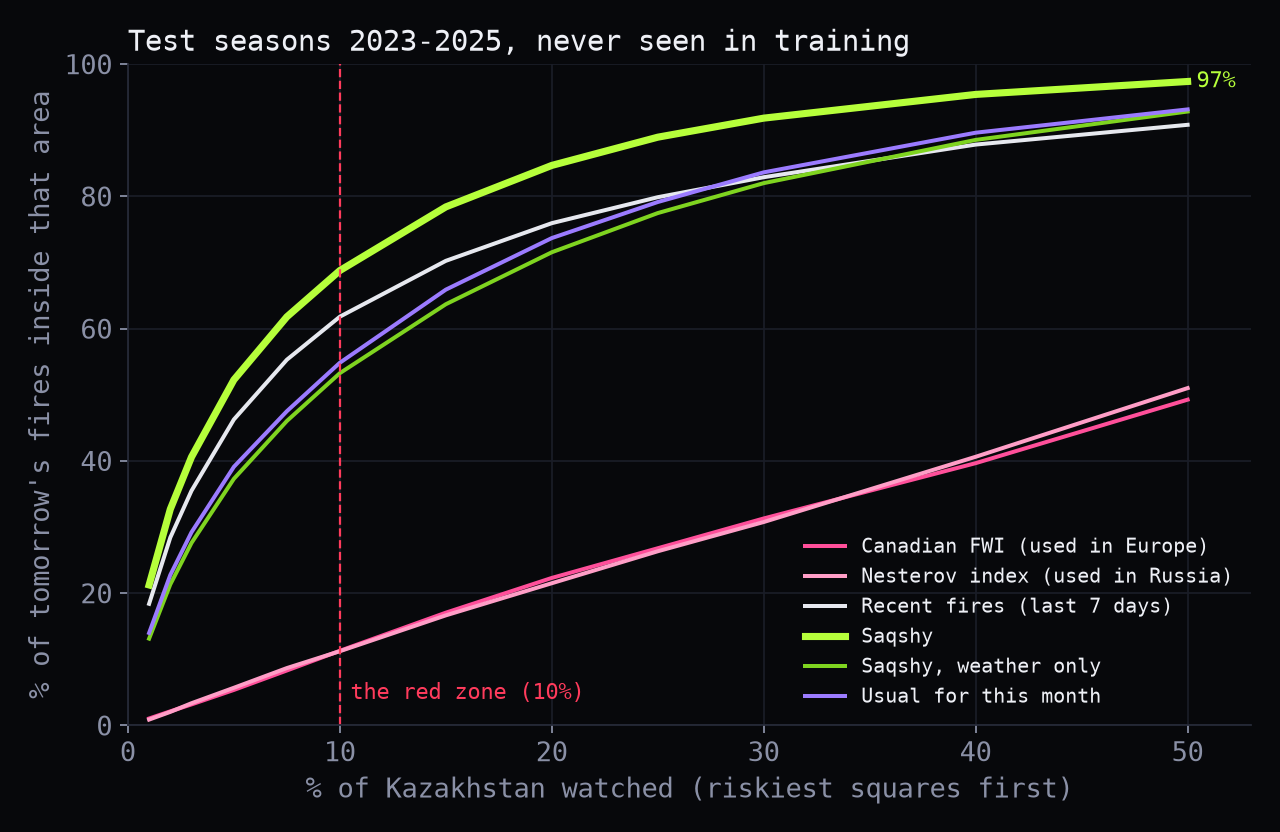 Test seasons 2023-2025, never seen in training
% of tomorrow's fires inside that area
100
80
60
40
20
0
97%
Canadian FWI (used in Europe)
Nesterov index (used in Russia)
Recent fires (last 7 days)
Saqshy
Saqshy, weather only
Usual for this month
the red zone (10%)
0 10 20 30 40 50
% of Kazakhstan watched (riskiest squares first)